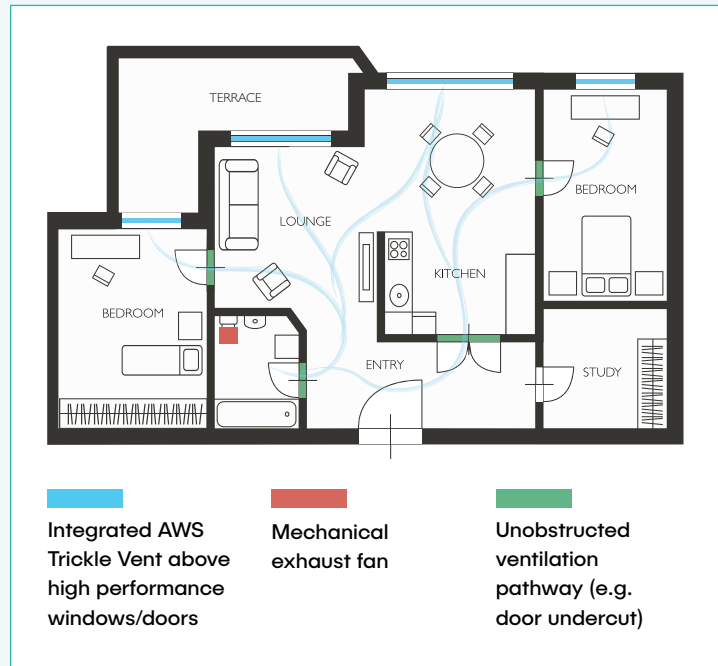 TERRACE
LOUNGE
BEDROOM
KITCHEN
BEDROOM
ENTRY
STUDY
Integrated AWS
Trickle Vent above
high performance
windows/doors
Mechanical
exhaust fan
Unobstructed
ventilation
pathway (e.g.
door undercut)